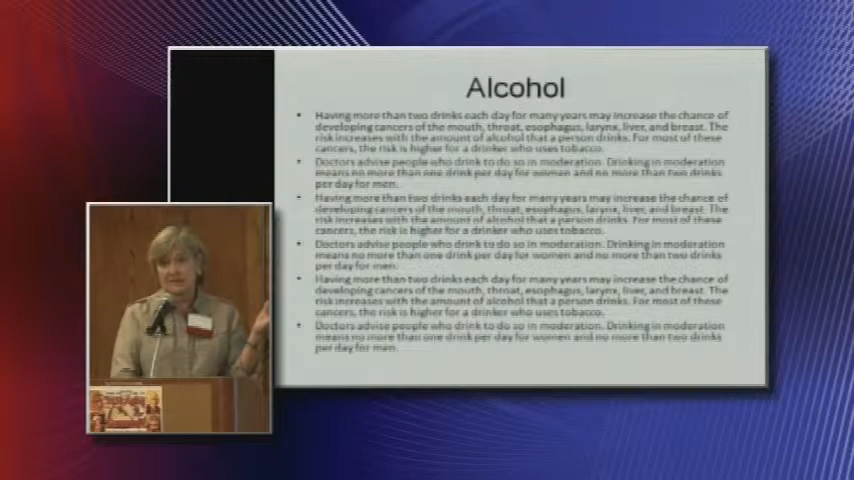 Alcohol
• Having more than two drinks each day for many years may increase the chance of
developing cancers of the mouth, throat, esophagus, larynx, liver, and breast. The
risk increases with the amount of alcohol that a person drinks. For most of these
cancers, the risk is higher for a drinker who uses tobacco.
• Doctors advise people who drink to do so in moderation. Drinking in moderation
means no more than one drink per day for women and no more than two drinks
per day for men.
• Having more than two drinks each day for many years may increase the chance of
developing cancers of the mouth, throat, esophagus, larynx, liver, and breast. The
risk increases with the amount of alcohol that a person drinks. For most of these
cancers, the risk is higher for a drinker who uses tobacco.
• Doctors advise people who drink to do so in moderation. Drinking in moderation
means no more than one drink per day for women and no more than two drinks
per day for men.
• Having more than two drinks each day for many years may increase the chance of
developing cancers of the mouth, throat, esophagus, larynx, liver, and breast. The
risk increases with the amount of alcohol that a person drinks. For most of these
cancers, the risk is higher for a drinker who uses tobacco.
• Doctors advise people who drink to do so in moderation. Drinking in moderation
means no more than one drink per day for women and no more than two drinks
per day for men.